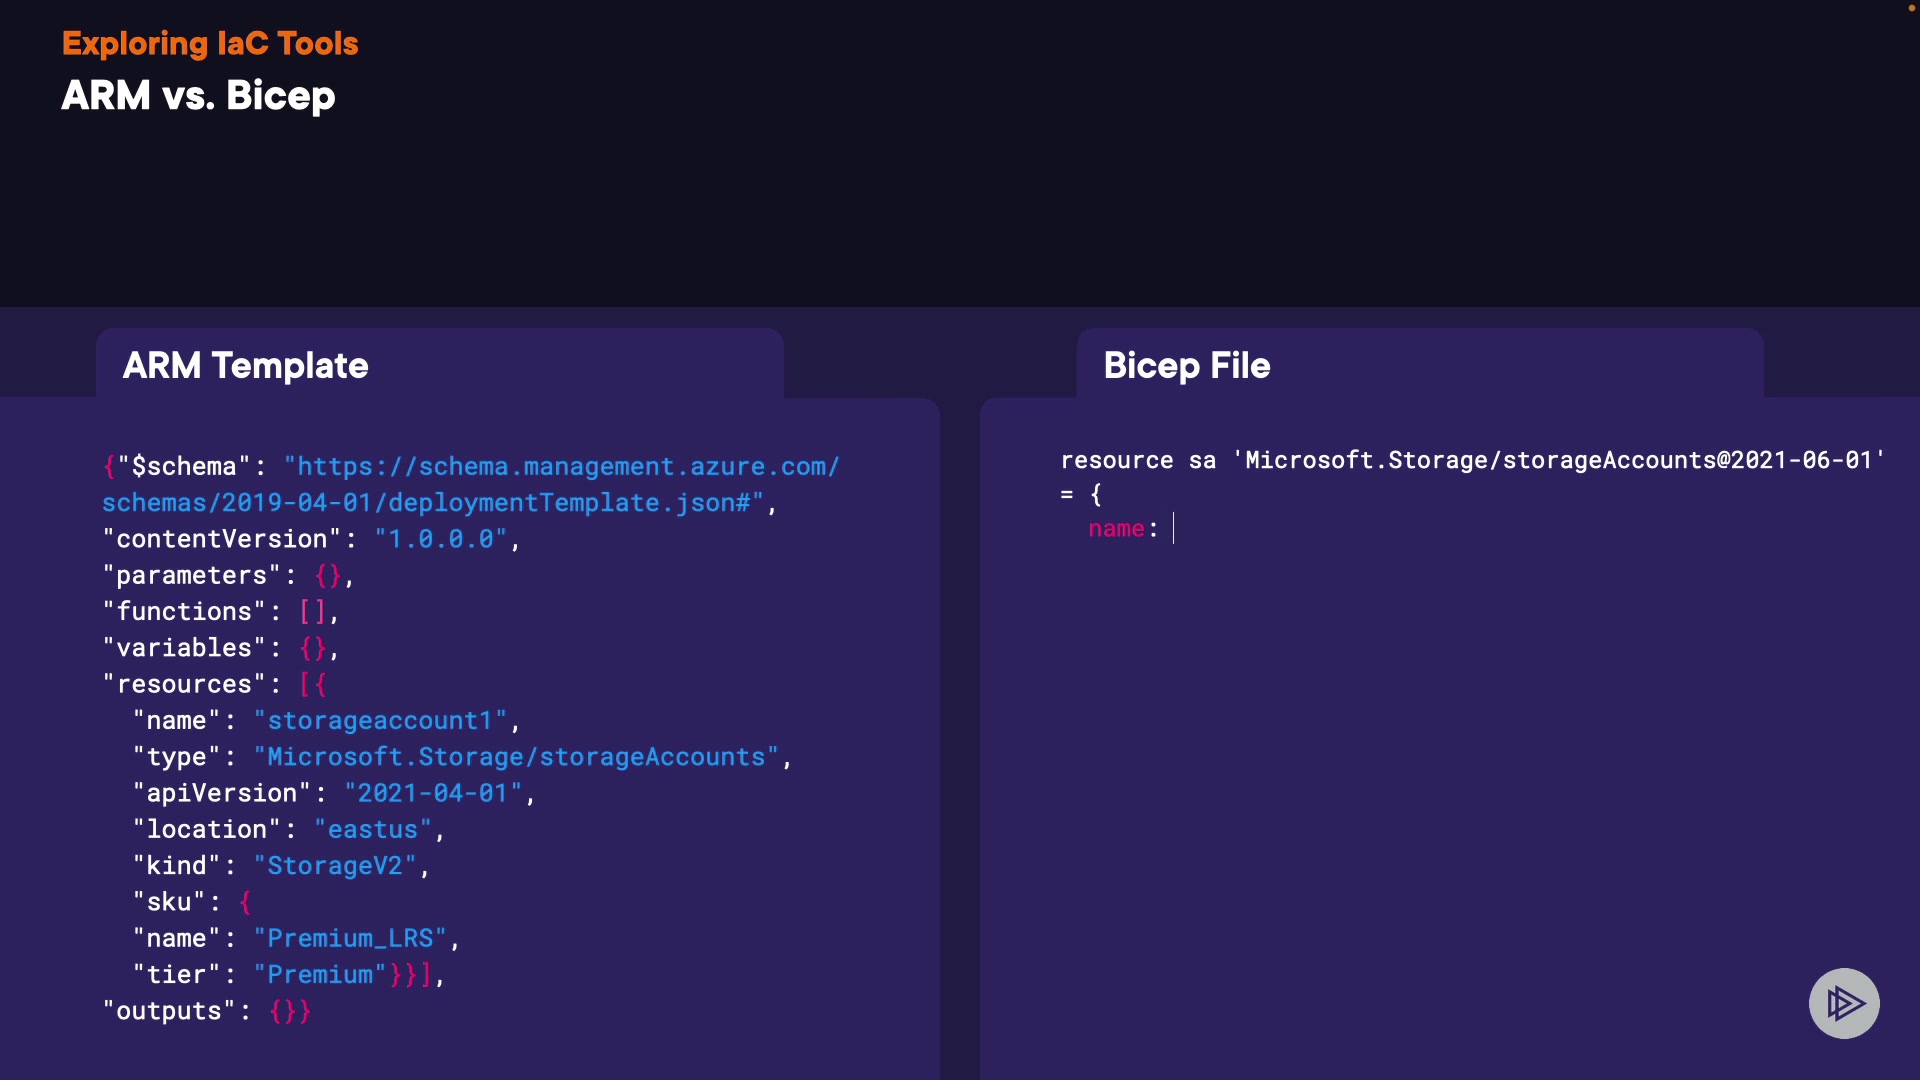 Exploring IaC Tools
ARM vs. Bicep
ARM Template
{"$schema": "https://schema.management.azure.com/
schemas/2019-04-01/deploymentTemplate.json#",
"contentVersion": "1.0.0.0",
"parameters": {},
"functions": [],
"variables": {},
"resources": [{
  "name": "storageaccount1",
  "type": "Microsoft.Storage/storageAccounts",
  "apiVersion": "2021-04-01",
  "location": "eastus",
  "kind": "StorageV2",
  "sku": {
  "name": "Premium_LRS",
  "tier": "Premium"}}],
"outputs": {}}
Bicep File
resource sa 'Microsoft.Storage/storageAccounts@2021-06-01'
= {
  name: